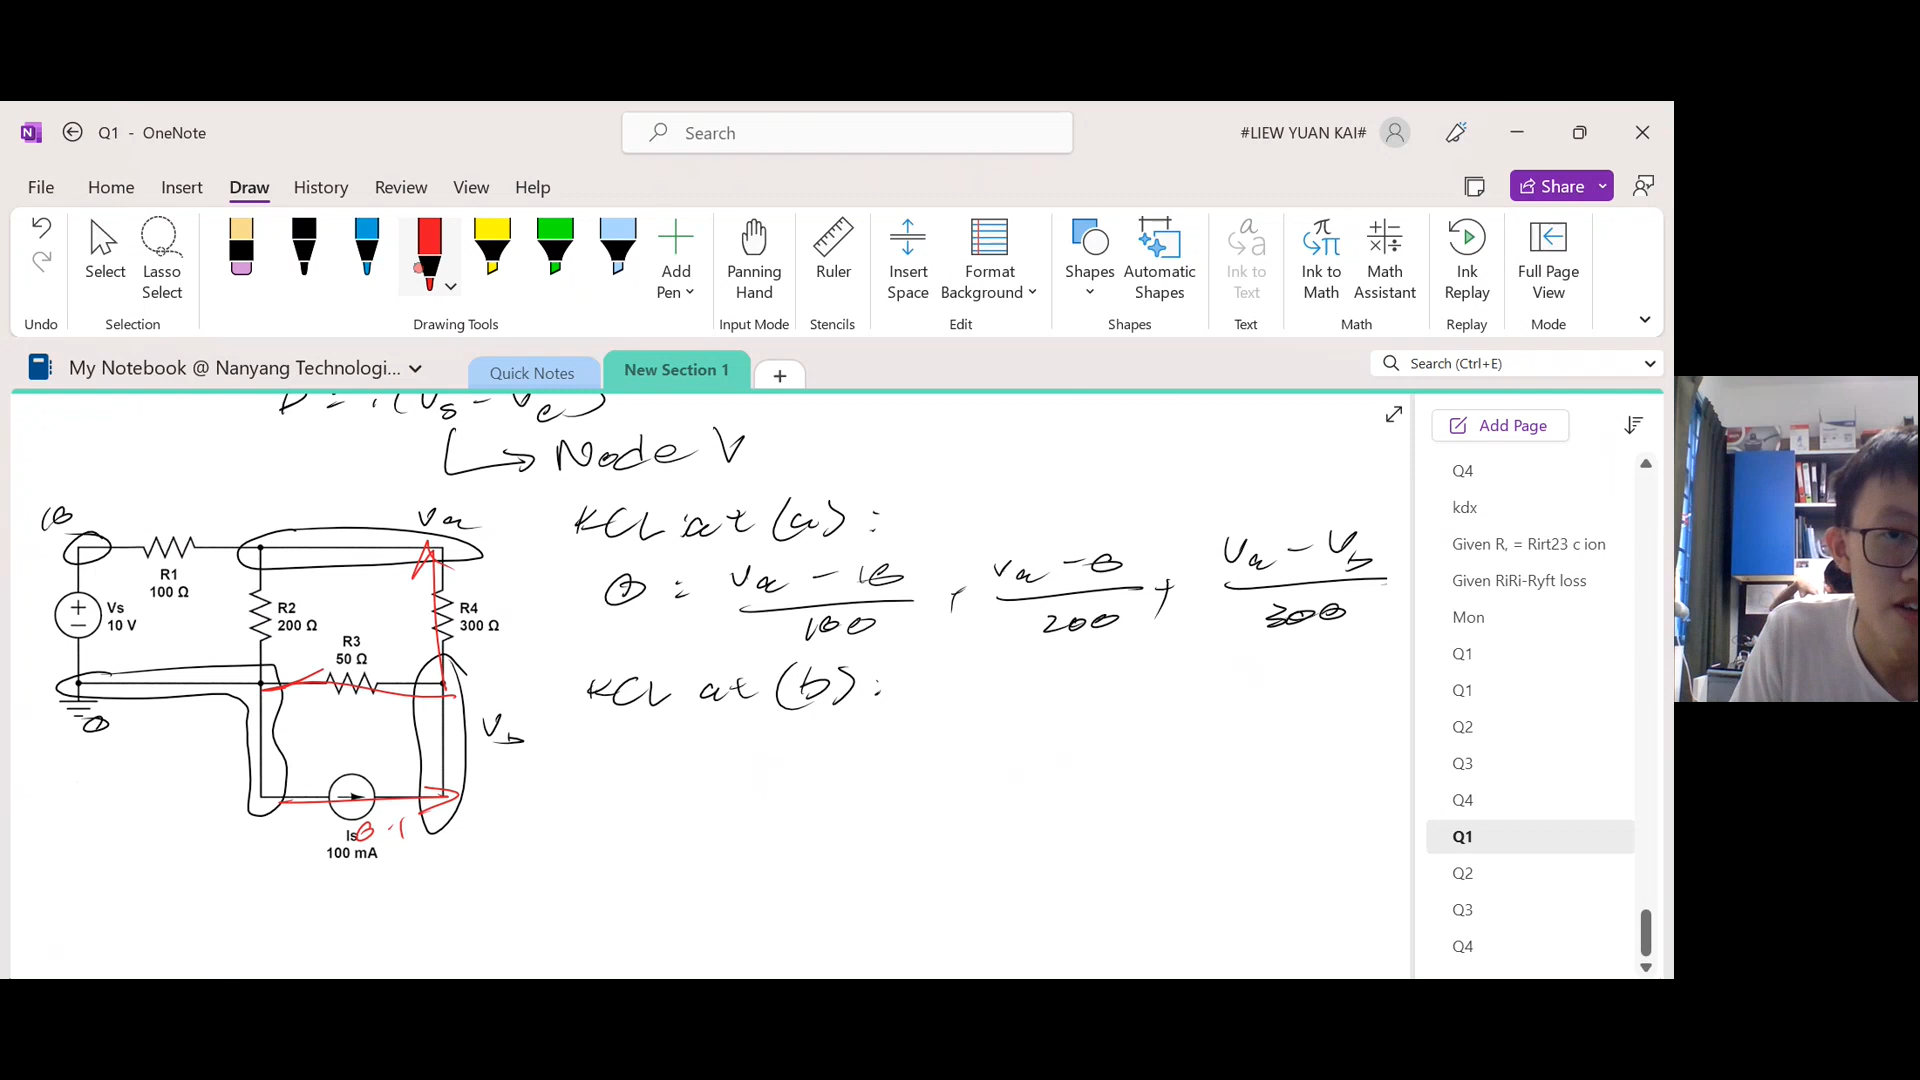 Q1 - OneNote
Search
#LIEW YUAN KAI#
File Home Insert Draw History Review View Help
Share
Select
Lasso Select
Add Pen
Panning Hand
Ruler
Insert Space
Format Background
Shapes
Automatic Shapes
Ink to Text
Ink to Math
Math Assistant
Ink Replay
Full Page View
Undo
Selection
Drawing Tools
Input Mode
Stencils
Edit
Shapes
Text
Math
Replay
Mode
My Notebook @ Nanyang Technologi...
Quick Notes
New Section 1
Search (Ctrl+E)
P = i(Vs - Ve)
Node V
10
Va
R1
100 Ω
Vs
10 V
R2
200 Ω
R3
50 Ω
R4
300 Ω
0
Vb
Is
0.1
100 mA
KCL at (a) :
0 = Va - 10 / 100 + Va - 0 / 200 + Va - Vb / 300
KCL at (b) :
Add Page
Q4
kdx
Given R, = Rirt23 c ion
Given RiRi-Ryft loss
Mon
Q1
Q1
Q2
Q3
Q4
Q1
Q2
Q3
Q4